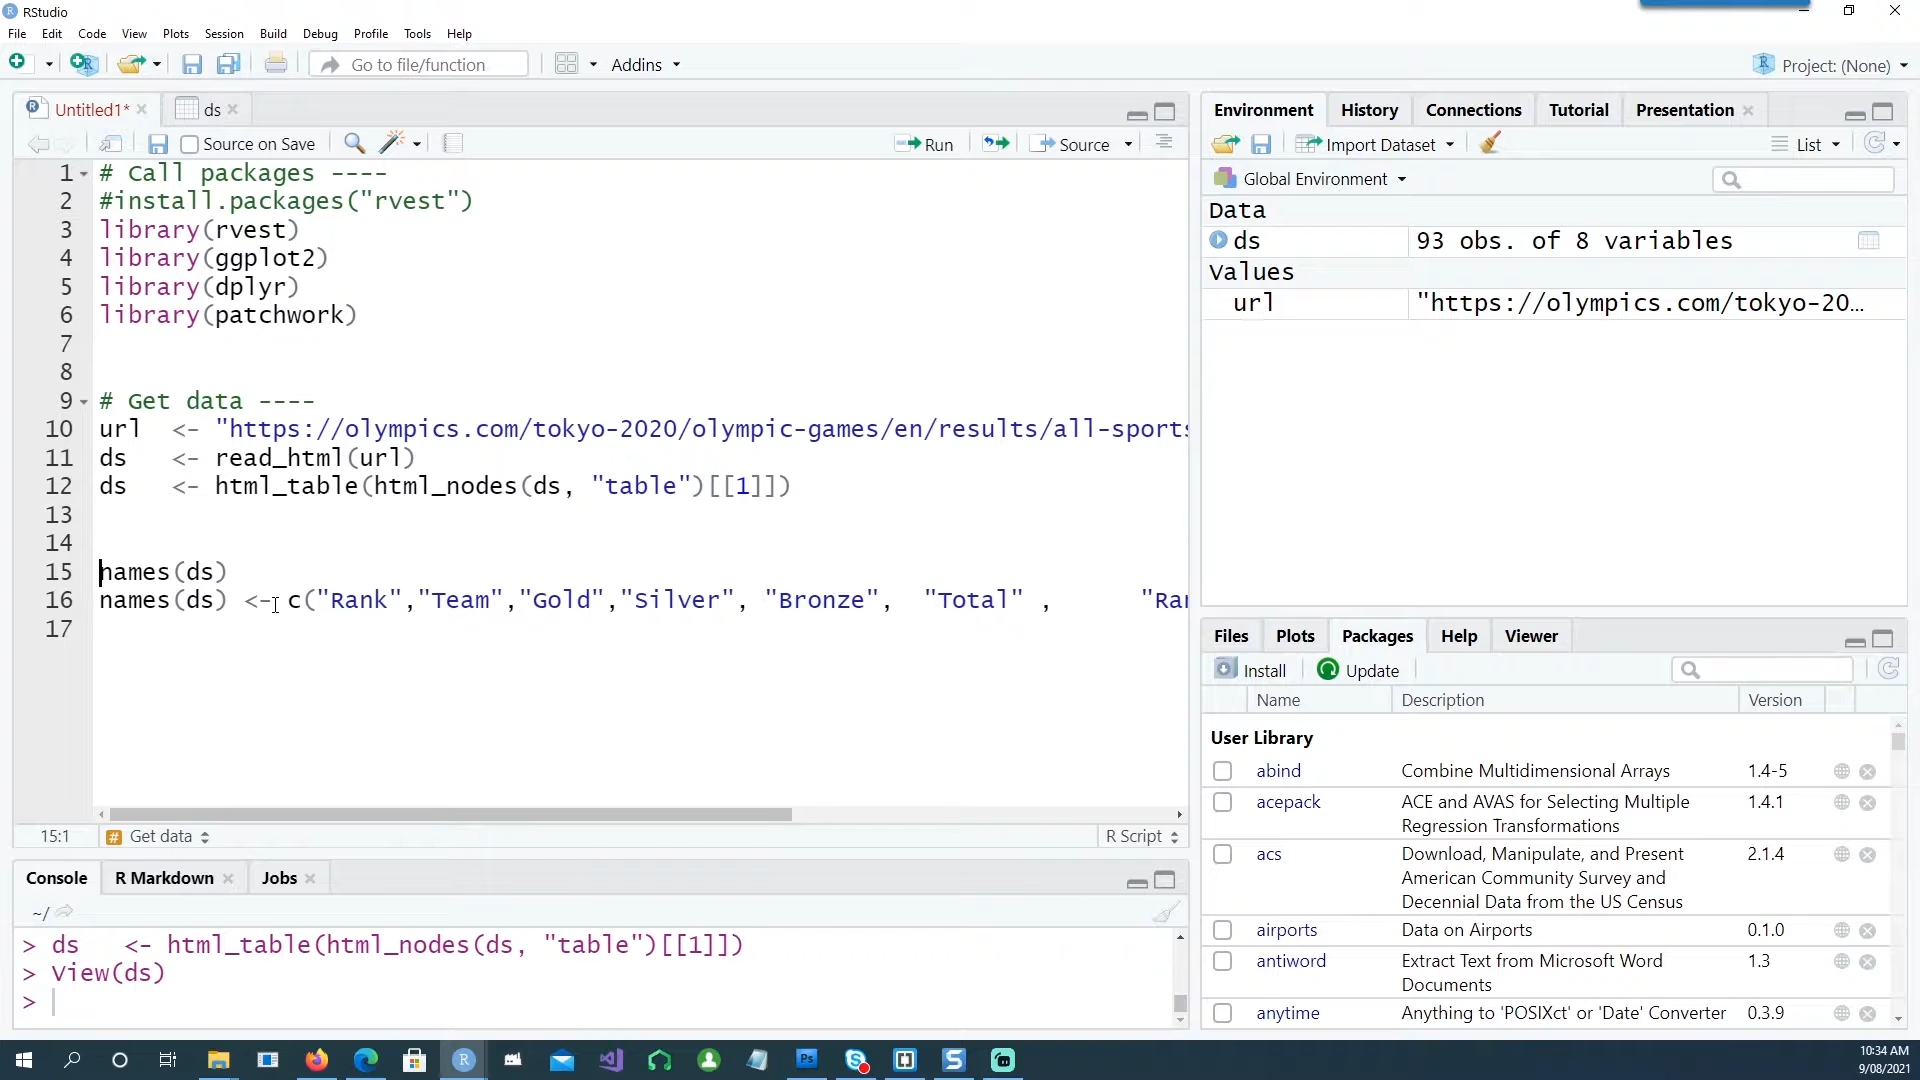 RStudio
File Edit Code View Plots Session Build Debug Profile Tools Help
Go to file/function Addins Project: (None)
Untitled1* ds
Source on Save Run Source
1 # Call packages ----
2 #install.packages("rvest")
3 library(rvest)
4 library(ggplot2)
5 library(dplyr)
6 library(patchwork)
7
8
9 # Get data ----
10 url <- "https://olympics.com/tokyo-2020/olympic-games/en/results/all-sports
11 ds <- read_html(url)
12 ds <- html_table(html_nodes(ds, "table")[[1]])
13
14
15 names(ds)
16 names(ds) <- c("Rank","Team","Gold","Silver", "Bronze", "Total" , "Ran
17
15:1 Get data R Script
Console R Markdown Jobs
~/
> ds <- html_table(html_nodes(ds, "table")[[1]])
> View(ds)
>
Environment History Connections Tutorial Presentation
Import Dataset List
Global Environment
Data
ds 93 obs. of 8 variables
Values
url "https://olympics.com/tokyo-20…
Files Plots Packages Help Viewer
Install Update
Name Description Version
User Library
abind Combine Multidimensional Arrays 1.4-5
acepack ACE and AVAS for Selecting Multiple 1.4.1
Regression Transformations
acs Download, Manipulate, and Present 2.1.4
American Community Survey and
Decennial Data from the US Census
airports Data on Airports 0.1.0
antiword Extract Text from Microsoft Word 1.3
Documents
anytime Anything to 'POSIXct' or 'Date' Converter 0.3.9
10:34 AM
9/08/2021